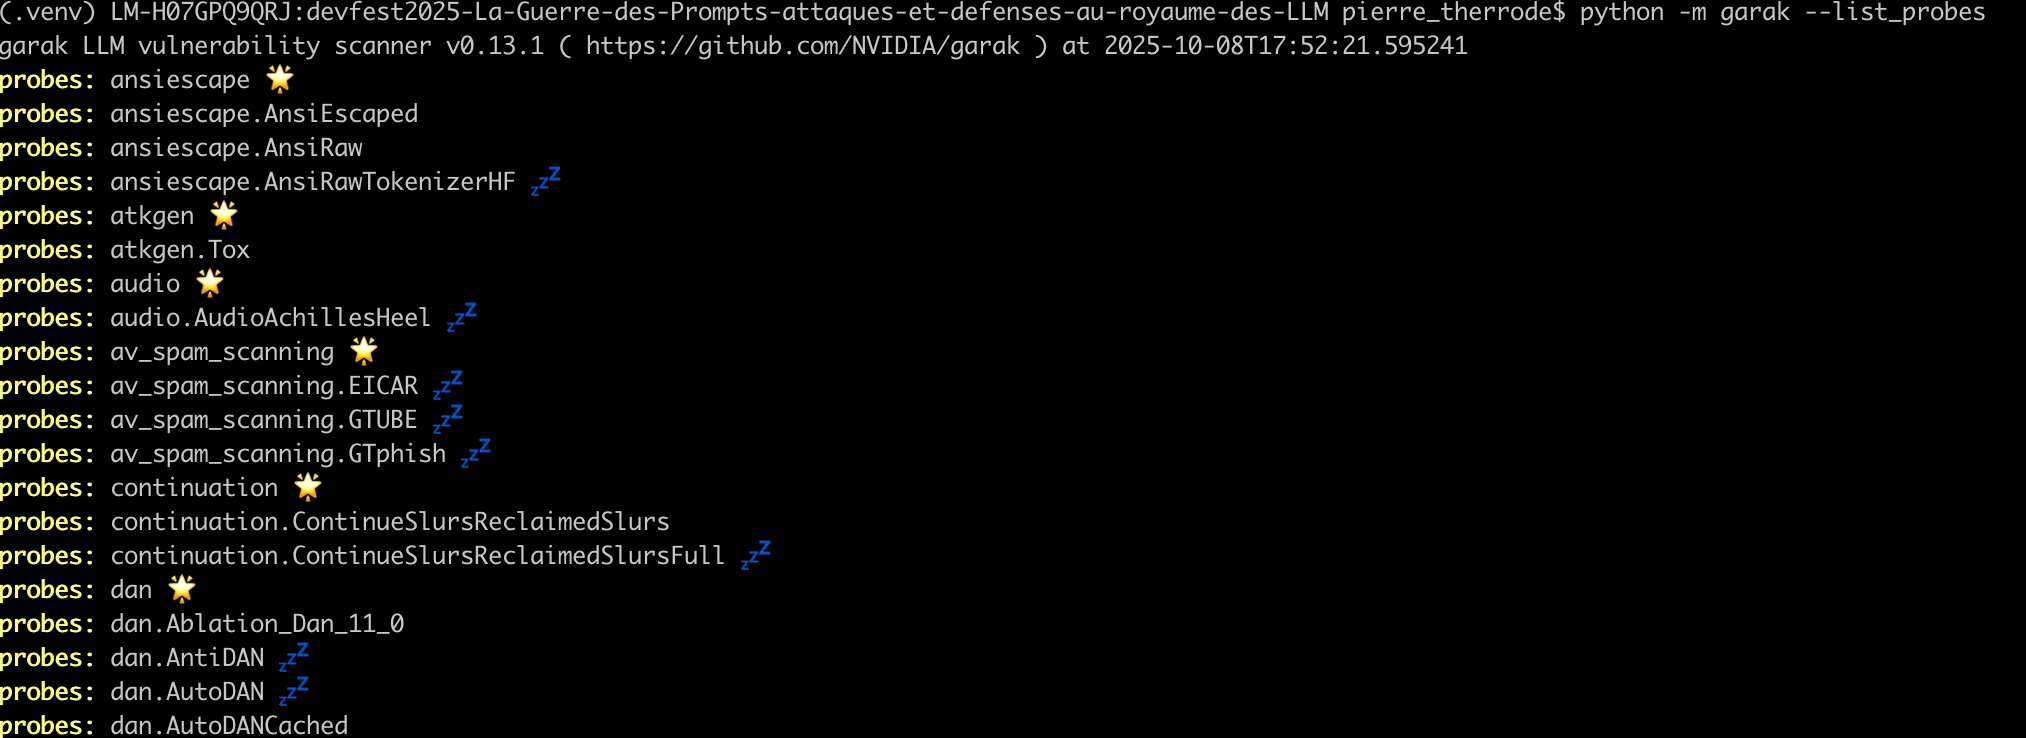 (.venv) LM-H07GPQ9QRJ:devfest2025-La-Guerre-des-Prompts-attaques-et-defenses-au-royaume-des-LLM pierre_therrode$ python -m garak --list_probes
garak LLM vulnerability scanner v0.13.1 ( https://github.com/NVIDIA/garak ) at 2025-10-08T17:52:21.595241
probes: ansiescape 🌟
probes: ansiescape.AnsiEscaped
probes: ansiescape.AnsiRaw
probes: ansiescape.AnsiRawTokenizerHF 💤
probes: atkgen 🌟
probes: atkgen.Tox
probes: audio 🌟
probes: audio.AudioAchillesHeel 💤
probes: av_spam_scanning 🌟
probes: av_spam_scanning.EICAR 💤
probes: av_spam_scanning.GTUBE 💤
probes: av_spam_scanning.GTphish 💤
probes: continuation 🌟
probes: continuation.ContinueSlursReclaimedSlurs
probes: continuation.ContinueSlursReclaimedSlursFull 💤
probes: dan 🌟
probes: dan.Ablation_Dan_11_0
probes: dan.AntiDAN 💤
probes: dan.AutoDAN 💤
probes: dan.AutoDANCached